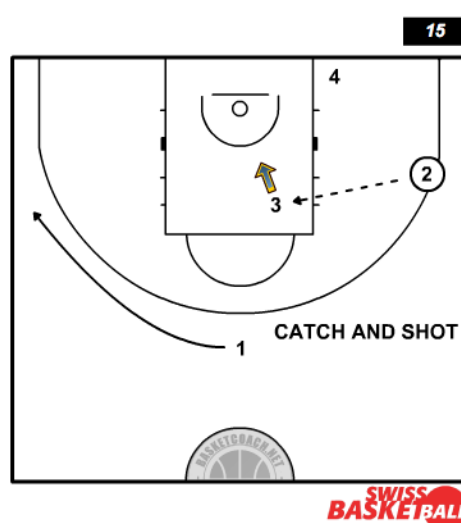 15
4
2
3
CATCH AND SHOT
1
BASKETCOACH.NET
SWISS
BASKETBALL